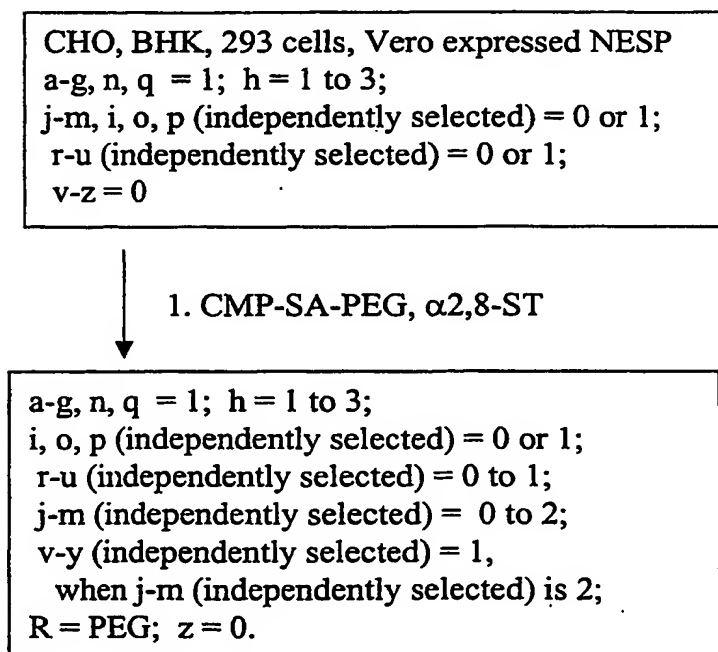 CHO, BHK, 293 cells, Vero expressed NESP
a-g, n, q = 1; h = 1 to 3;
j-m, i, o, p (independently selected) = 0 or 1;
r-u (independently selected) = 0 or 1;
v-z = 0
1. CMP-SA-PEG, α2,8-ST
a-g, n, q = 1; h = 1 to 3;
i, o, p (independently selected) = 0 or 1;
r-u (independently selected) = 0 to 1;
j-m (independently selected) = 0 to 2;
v-y (independently selected) = 1,
when j-m (independently selected) is 2;
R = PEG; z = 0.